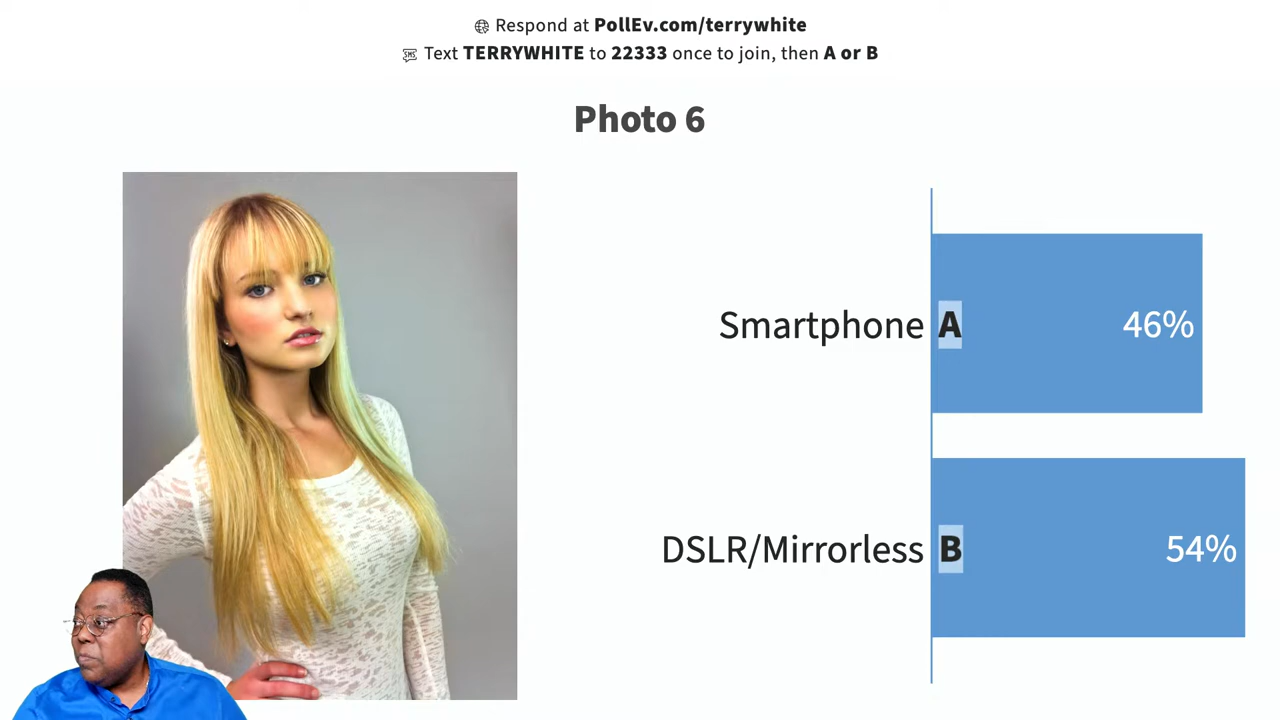 Respond at PollEv.com/terrywhite
Text TERRYWHITE to 22333 once to join, then A or B
Photo 6
Smartphone A 46%
DSLR/Mirrorless B 54%